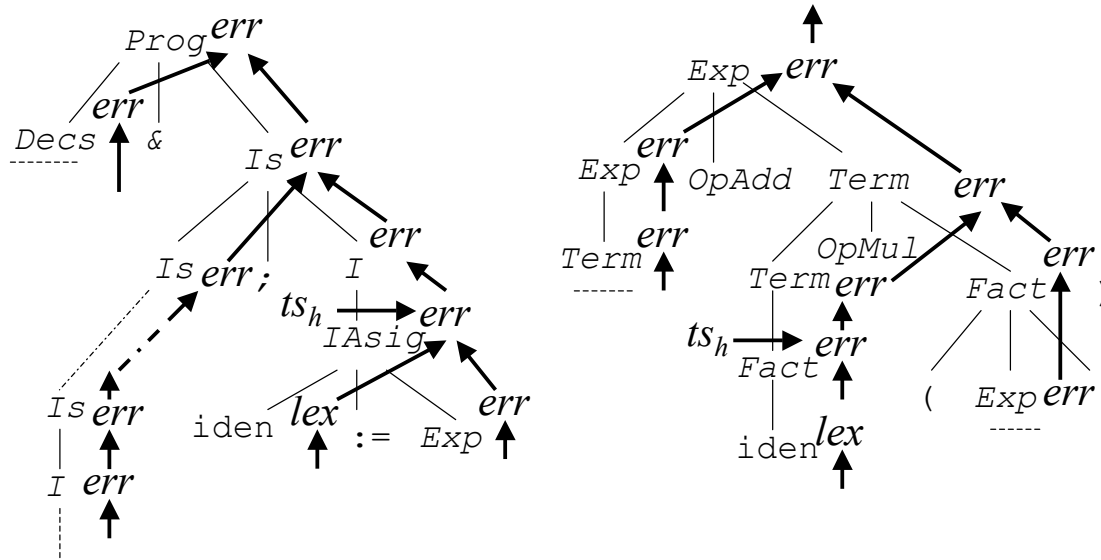 Prog err
err
Decs &
Is err
err
Is err ; I
ts_h err
IAsig
Is err
iden lex := Exp err
I err
Exp err
err
Exp OpAdd Term err
err OpMul
Term Term err Fact err )
ts_h err
Fact
( Exp err
iden lex